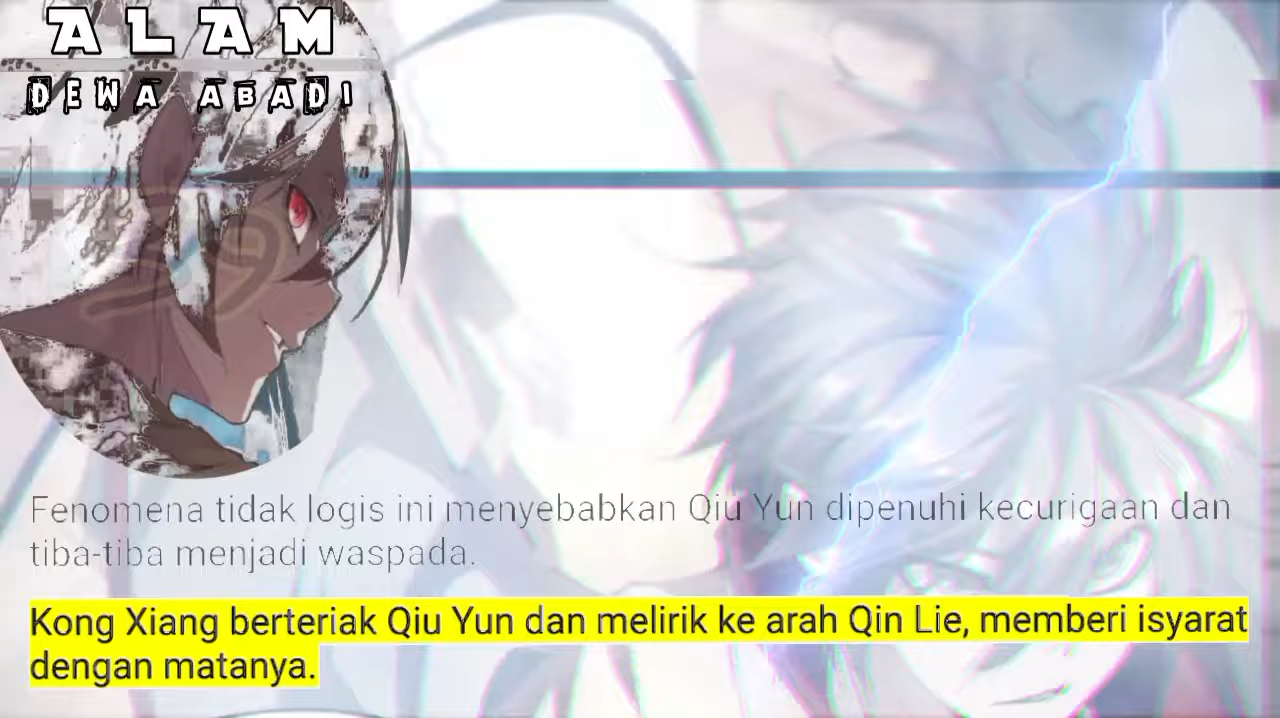 ALAM
DEWA ABADI
Fenomena tidak logis ini menyebabkan Qiu Yun dipenuhi kecurigaan dan
tiba-tiba menjadi waspada.
Kong Xiang berteriak Qiu Yun dan melirik ke arah Qin Lie, memberi isyarat
dengan matanya.